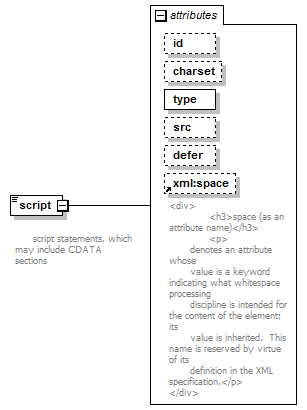 attributes
id
charset
type
src
defer
xml:space
<div>
<h3>space (as an
attribute name)</h3>
<p>
denotes an attribute
whose
value is a keyword
indicating what whitespace
processing
discipline is intended for
the content of the element;
its
value is inherited.  This
name is reserved by virtue
of its
definition in the XML
specification.</p>
</div>
script
script statements, which
may include CDATA
sections